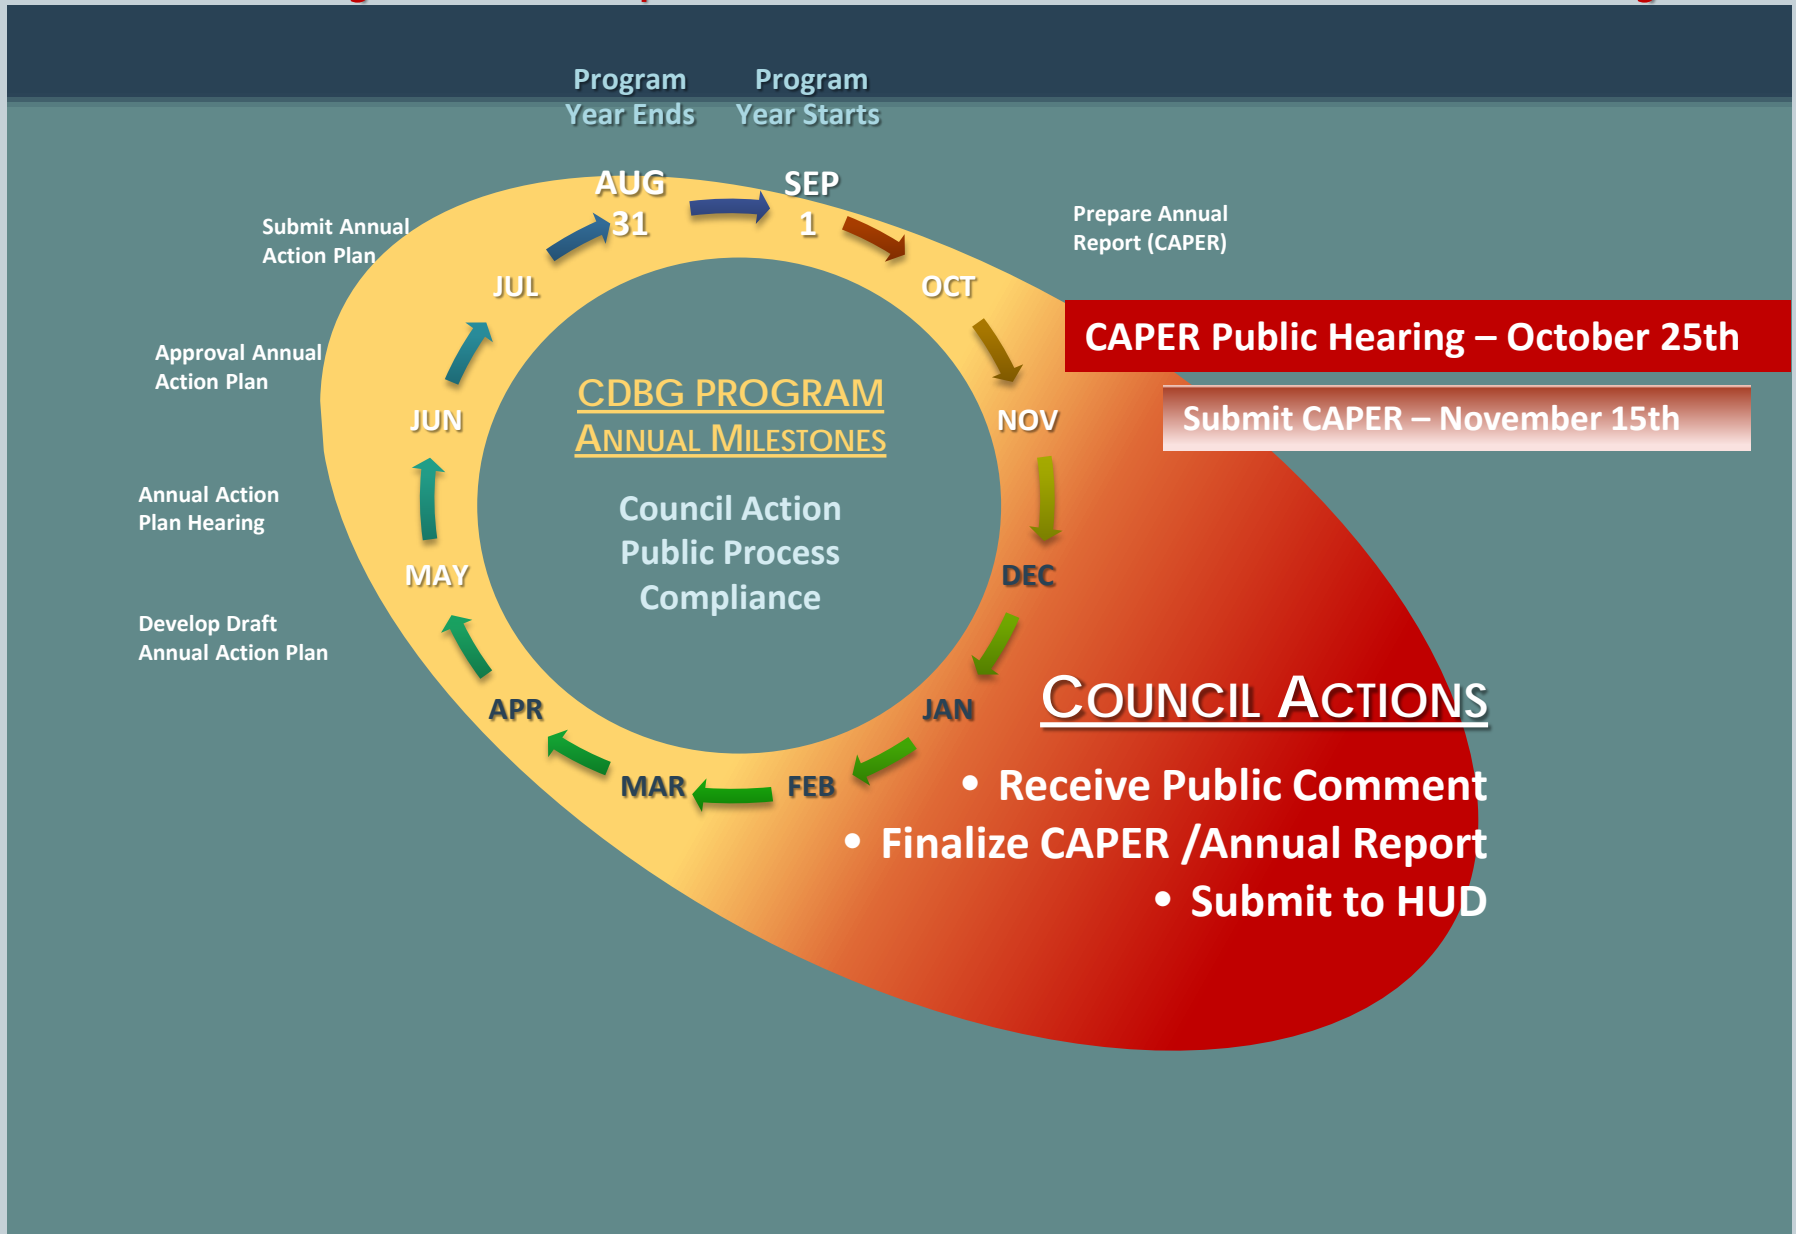 Program
Year Ends
Program
Year Starts
AUG
31
SEP
1
Submit Annual
Action Plan
Prepare Annual
Report (CAPER)
JUL
OCT
CAPER Public Hearing – October 25th
Approval Annual
Action Plan
CDBG PROGRAM
ANNUAL MILESTONES
JUN
NOV
Submit CAPER – November 15th
Annual Action
Plan Hearing
Council Action
Public Process
Compliance
MAY
DEC
Develop Draft
Annual Action Plan
APR
JAN
COUNCIL ACTIONS
MAR
FEB
• Receive Public Comment
• Finalize CAPER /Annual Report
• Submit to HUD